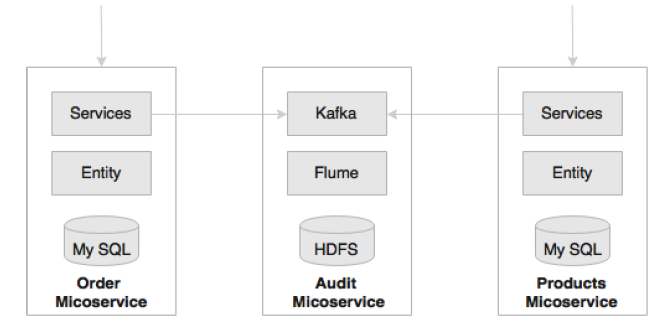 Services
Entity
My SQL
Order
Micoservice
Kafka
Flume
HDFS
Audit
Micoservice
Services
Entity
My SQL
Products
Micoservice